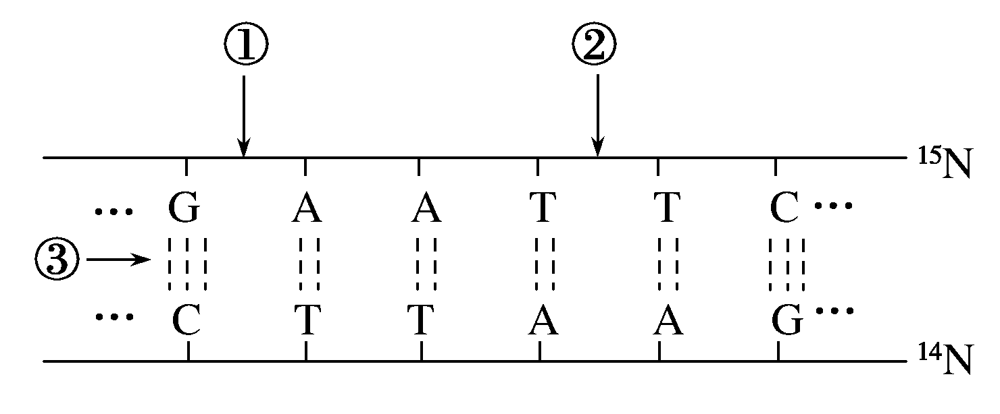 ① ②
¹⁵N
… G A A T T C …
③
… C T T A A G …
¹⁴N